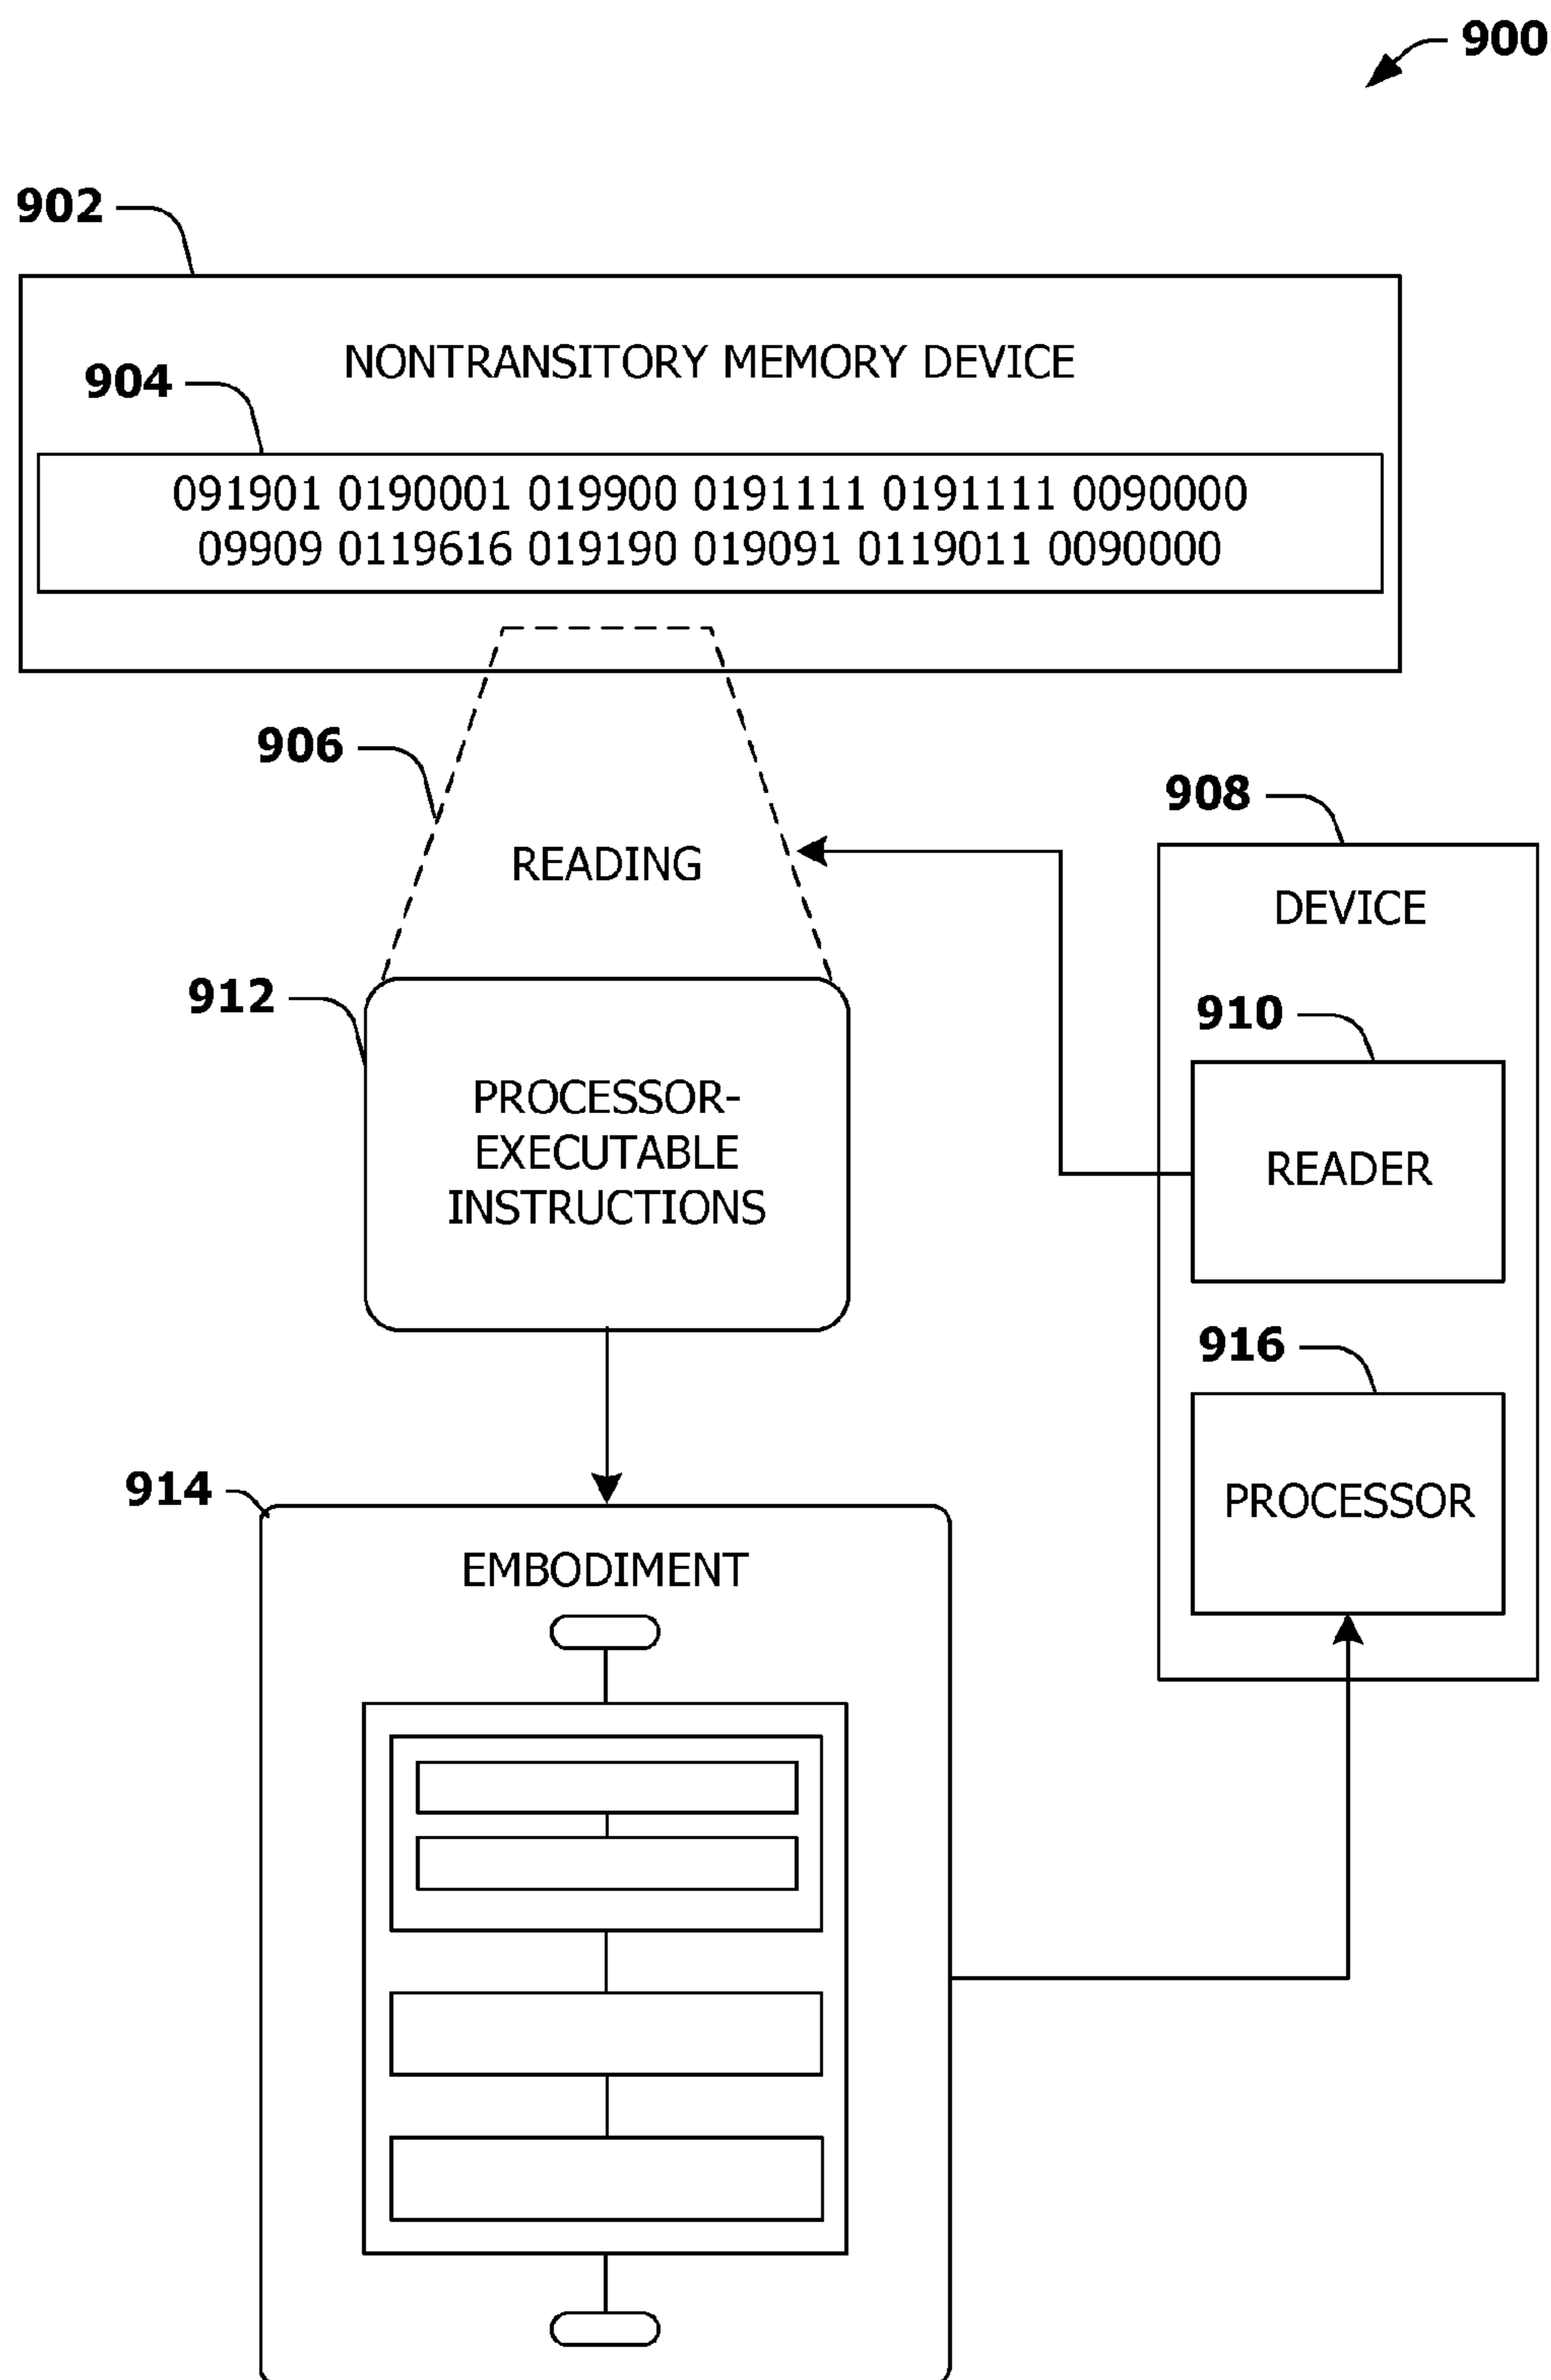 900
902
NONTRANSITORY MEMORY DEVICE
904
091901 0190001 019900 0191111 0191111 0090000
09909 0119616 019190 019091 0119011 0090000
906
READING
908
DEVICE
910
READER
912
PROCESSOR-
EXECUTABLE
INSTRUCTIONS
916
PROCESSOR
914
EMBODIMENT